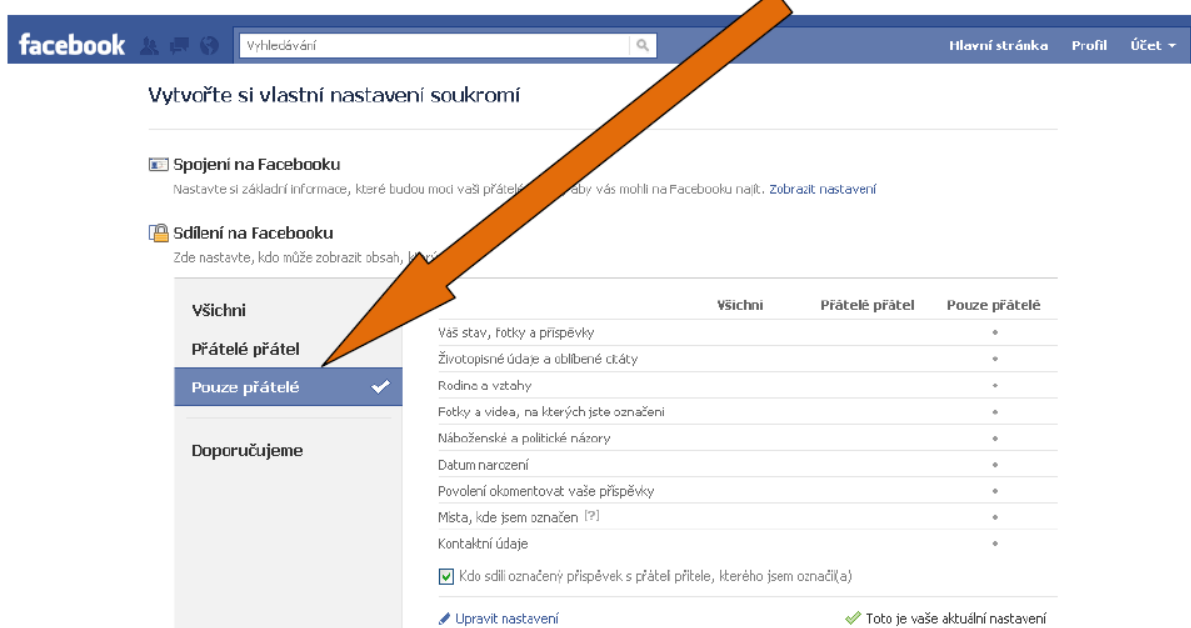 facebook Vyhledávání Hlavní stránka Profil Účet
Vytvořte si vlastní nastavení soukromí
Spojení na Facebooku
Nastavte si základní informace, které budou moci vaši přátelé aby vás mohli na Facebooku najít. Zobrazit nastavení
Sdílení na Facebooku
Zde nastavte, kdo může zobrazit obsah,
Všichni
Přátelé přátel
Pouze přátelé
Doporučujeme
Všichni Přátelé přátel Pouze přátelé
Váš stav, fotky a příspěvky
Životopisné údaje a oblíbené citáty
Rodina a vztahy
Fotky a videa, na kterých jste označeni
Náboženské a politické názory
Datum narození
Povolení okomentovat vaše příspěvky
Místa, kde jsem označen [?]
Kontaktní údaje
Kdo sdílí označený příspěvek s přáteli přítele, kterého jsem označil(a)
Upravit nastavení Toto je vaše aktuální nastavení